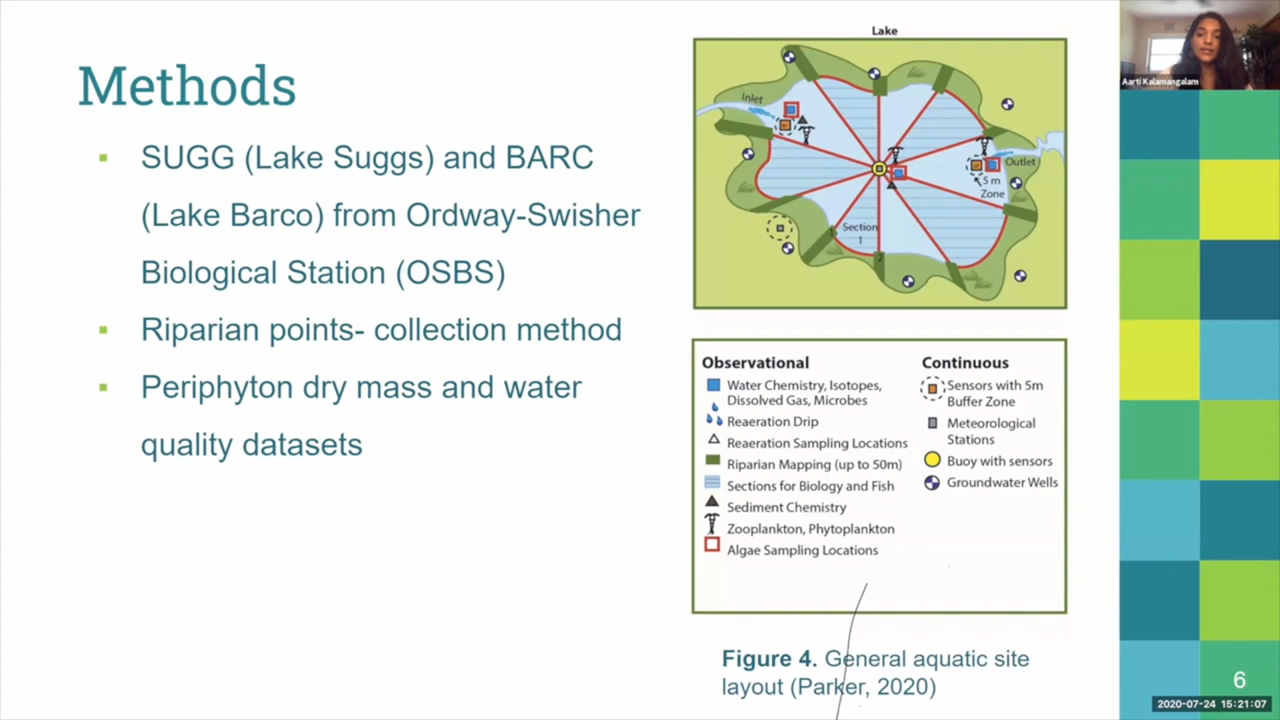 Methods
SUGG (Lake Suggs) and BARC
(Lake Barco) from Ordway-Swisher
Biological Station (OSBS)
Riparian points- collection method
Periphyton dry mass and water
quality datasets
Lake
Inlet
Outlet
5 m
Zone
Section
1
1
2
Observational
Water Chemistry, Isotopes,
Dissolved Gas, Microbes
Reaeration Drip
Reaeration Sampling Locations
Riparian Mapping (up to 50m)
Sections for Biology and Fish
Sediment Chemistry
Zooplankton, Phytoplankton
Algae Sampling Locations
Continuous
Sensors with 5m
Buffer Zone
Meteorological
Stations
Buoy with sensors
Groundwater Wells
Figure 4. General aquatic site
layout (Parker, 2020)
Aarti Kalamangalam
6
2020-07-24 15:21:07